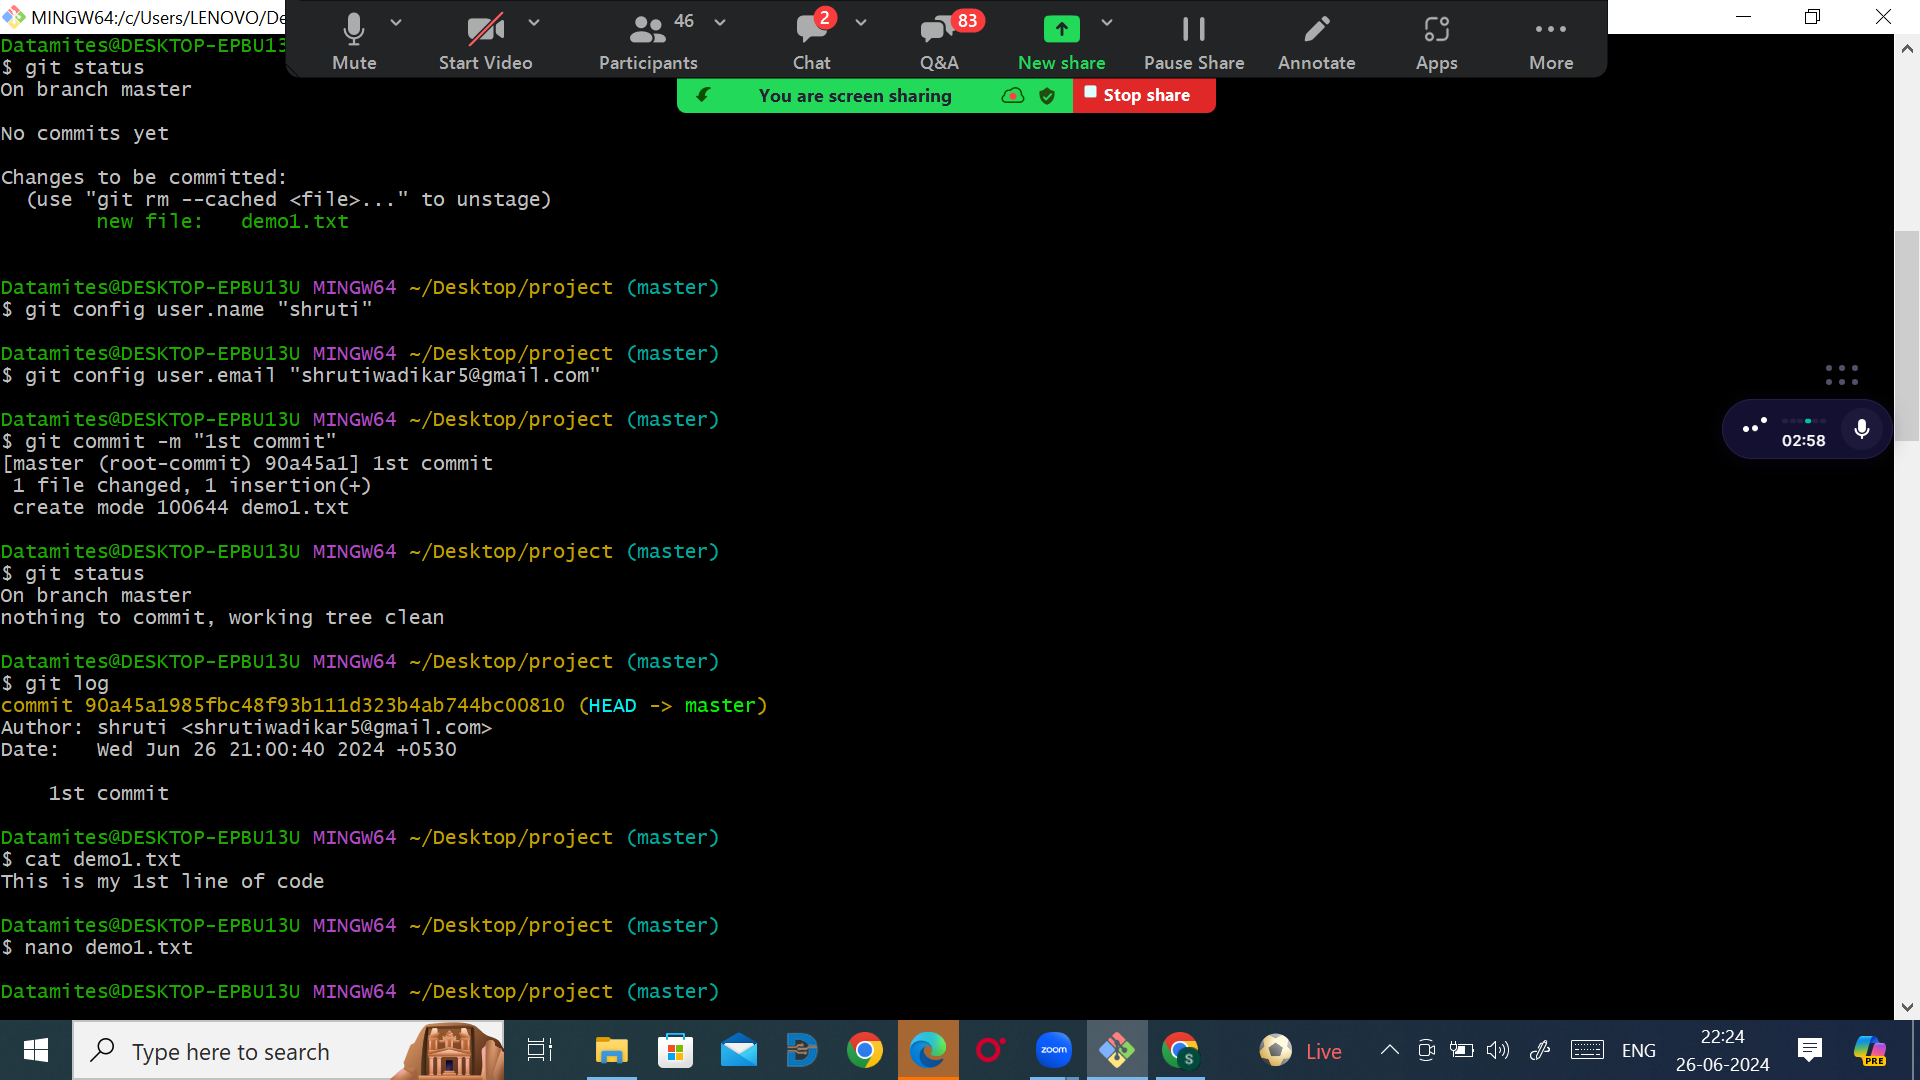 MINGW64:/c/Users/LENOVO/De
Mute
Start Video
46
Participants
2
Chat
83
Q&A
New share
Pause Share
Annotate
Apps
More
You are screen sharing
Stop share
Datamites@DESKTOP-EPBU13
$ git status
On branch master
No commits yet
Changes to be committed:
  (use "git rm --cached <file>..." to unstage)
        new file:   demo1.txt
Datamites@DESKTOP-EPBU13U MINGW64 ~/Desktop/project (master)
$ git config user.name "shruti"
Datamites@DESKTOP-EPBU13U MINGW64 ~/Desktop/project (master)
$ git config user.email "shrutiwadikar5@gmail.com"
Datamites@DESKTOP-EPBU13U MINGW64 ~/Desktop/project (master)
$ git commit -m "1st commit"
[master (root-commit) 90a45a1] 1st commit
 1 file changed, 1 insertion(+)
 create mode 100644 demo1.txt
02:58
Datamites@DESKTOP-EPBU13U MINGW64 ~/Desktop/project (master)
$ git status
On branch master
nothing to commit, working tree clean
Datamites@DESKTOP-EPBU13U MINGW64 ~/Desktop/project (master)
$ git log
commit 90a45a1985fbc48f93b111d323b4ab744bc00810 (HEAD -> master)
Author: shruti <shrutiwadikar5@gmail.com>
Date:   Wed Jun 26 21:00:40 2024 +0530
    1st commit
Datamites@DESKTOP-EPBU13U MINGW64 ~/Desktop/project (master)
$ cat demo1.txt
This is my 1st line of code
Datamites@DESKTOP-EPBU13U MINGW64 ~/Desktop/project (master)
$ nano demo1.txt
Datamites@DESKTOP-EPBU13U MINGW64 ~/Desktop/project (master)
Type here to search
zoom
S
Live
ENG
22:24
26-06-2024
PRE